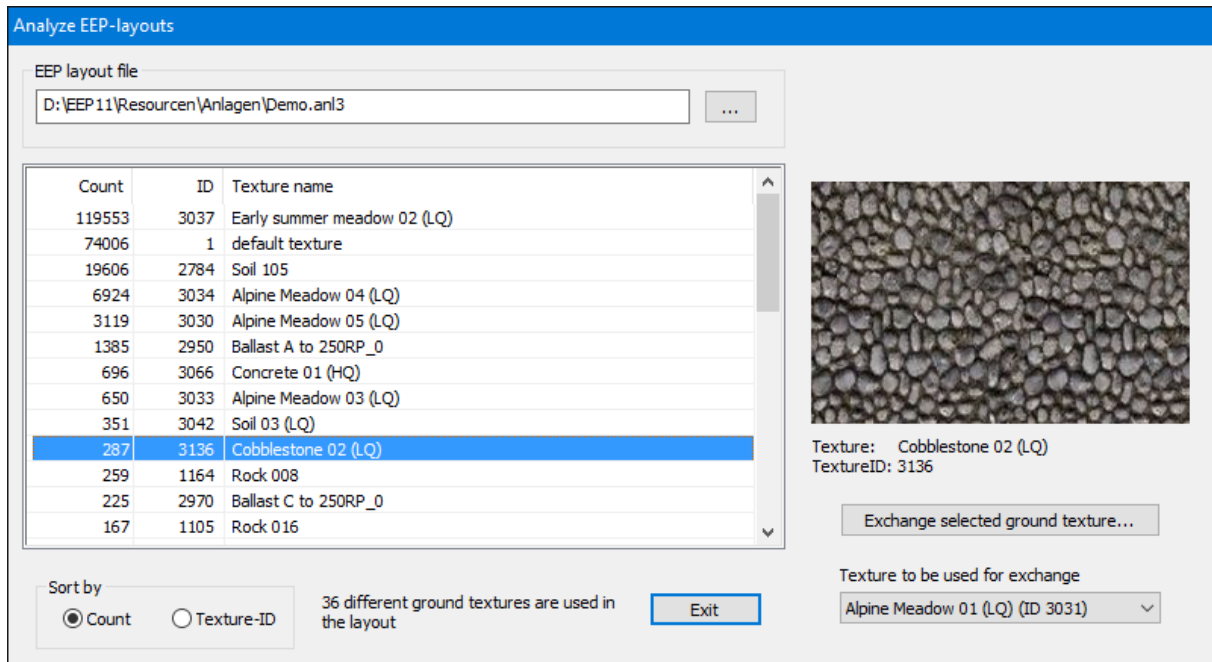 Analyze EEP-layouts
EEP layout file
D:\EEP11\Resourcen\Anlagen\Demo.anl3
...
Count ID Texture name
119553 3037 Early summer meadow 02 (LQ)
74006 1 default texture
19606 2784 Soil 105
6924 3034 Alpine Meadow 04 (LQ)
3119 3030 Alpine Meadow 05 (LQ)
1385 2950 Ballast A to 250RP_0
696 3066 Concrete 01 (HQ)
650 3033 Alpine Meadow 03 (LQ)
351 3042 Soil 03 (LQ)
287 3136 Cobblestone 02 (LQ)
259 1164 Rock 008
225 2970 Ballast C to 250RP_0
167 1105 Rock 016
Texture: Cobblestone 02 (LQ)
TextureID: 3136
Exchange selected ground texture...
Texture to be used for exchange
Alpine Meadow 01 (LQ) (ID 3031)
Sort by
Count Texture-ID
36 different ground textures are used in
the layout
Exit